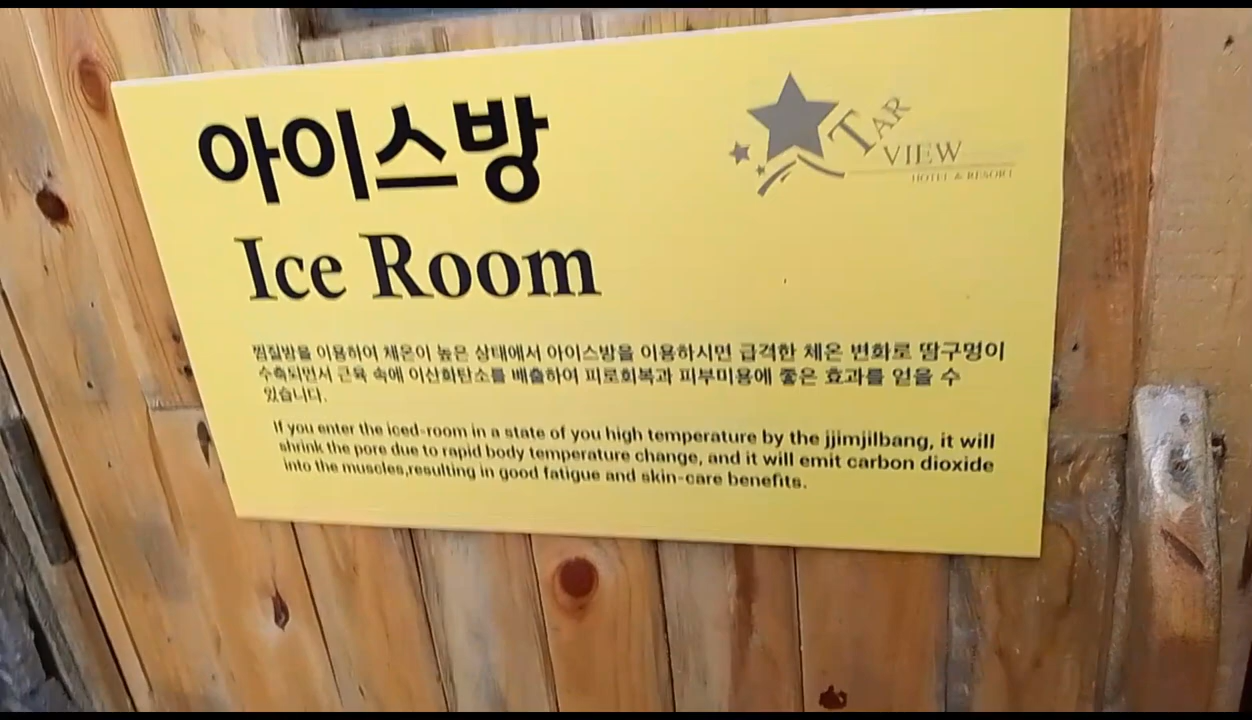 아이스방
TAR
VIEW
HOTEL & RESORT
Ice Room
찜질방을 이용하여 체온이 높은 상태에서 아이스방을 이용하시면 급격한 체온 변화로 땀구멍이
수축되면서 근육 속에 이산화탄소를 배출하여 피로회복과 피부미용에 좋은 효과를 얻을 수
있습니다.
If you enter the iced-room in a state of you high temperature by the jjimjilbang, it will
shrink the pore due to rapid body temperature change, and it will emit carbon dioxide
into the muscles,resulting in good fatigue and skin-care benefits.